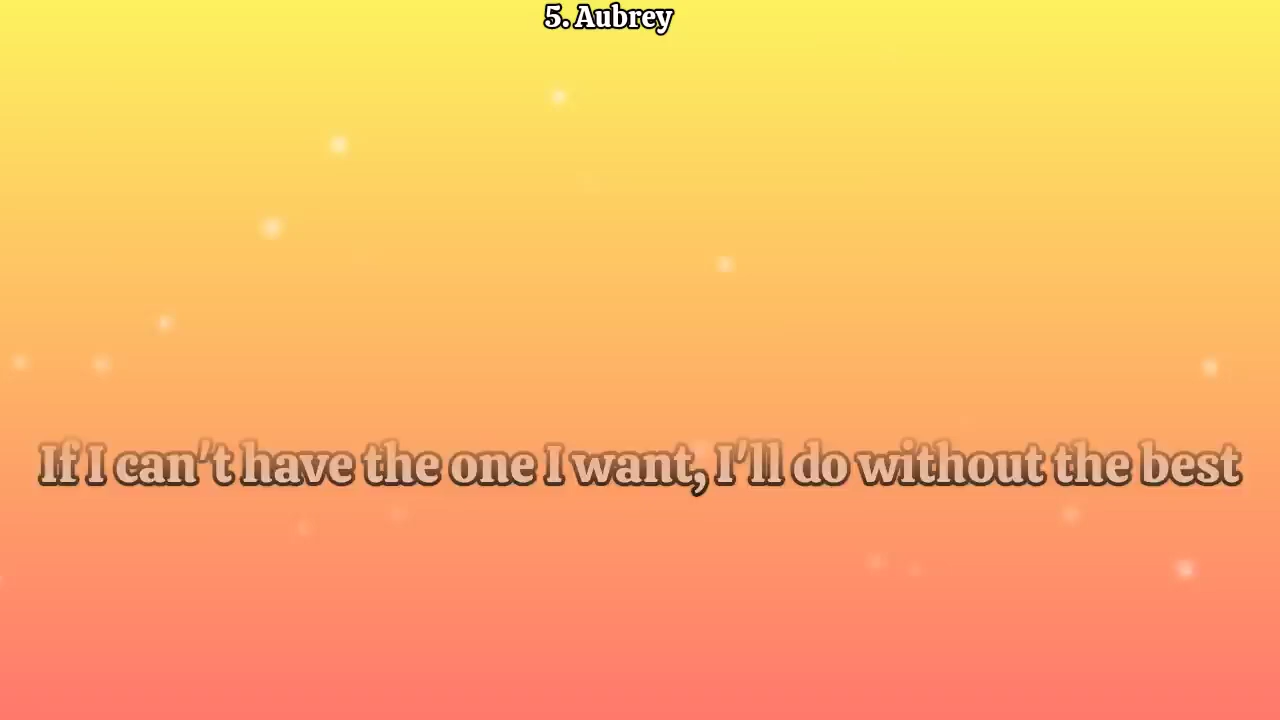 5. Aubrey
If I can't have the one I want, I'll do without the best